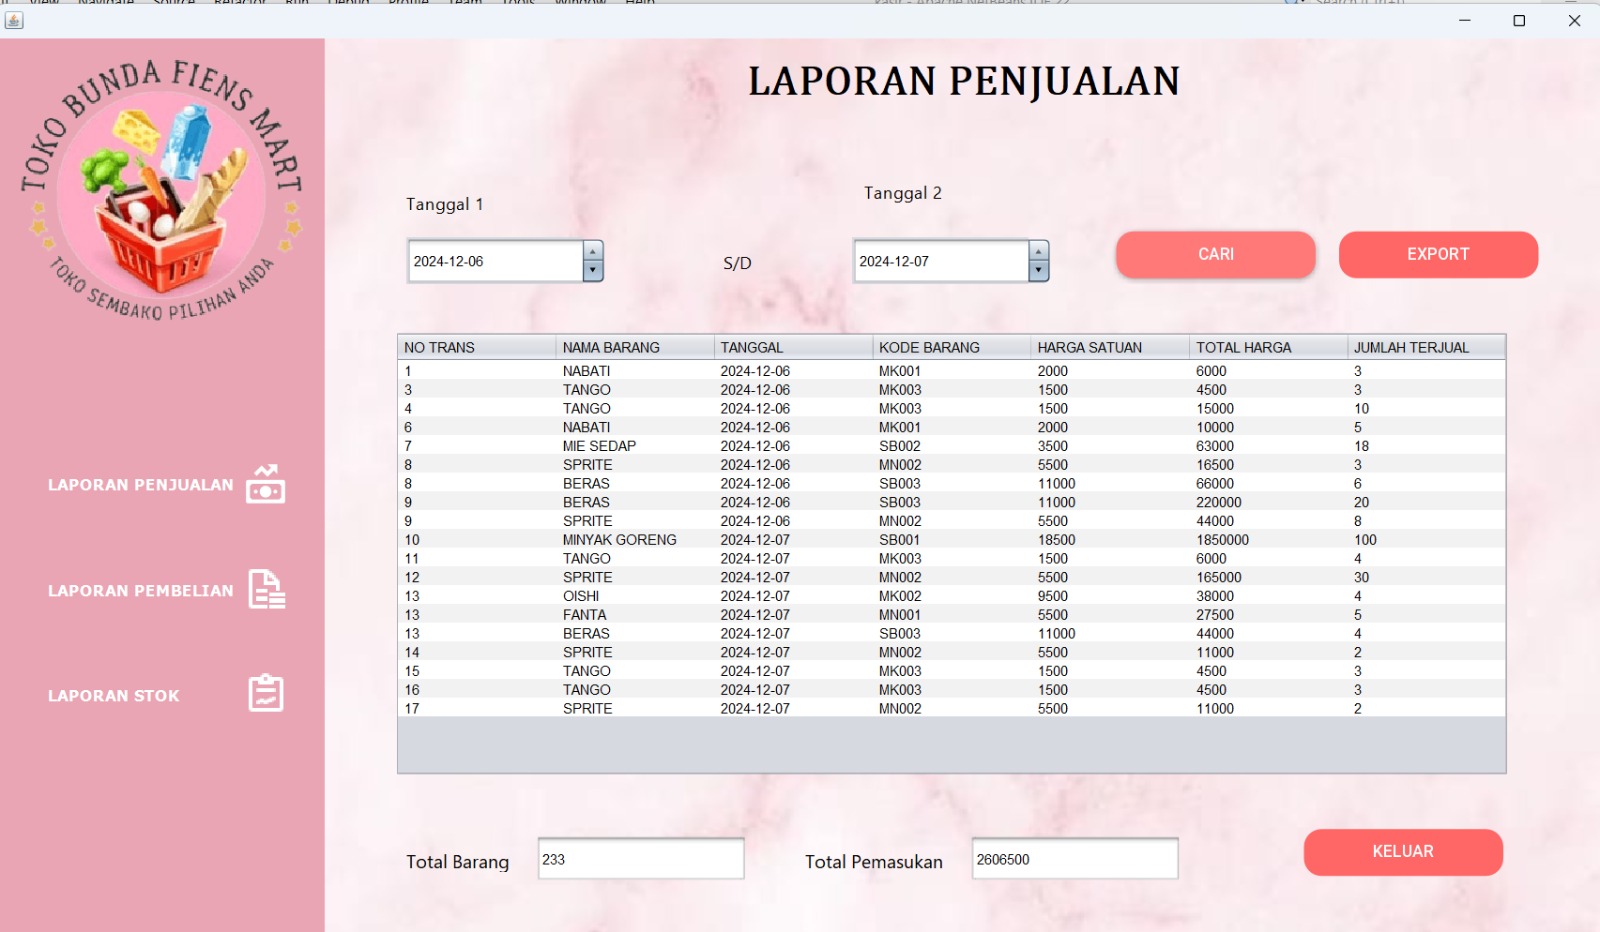 TOKO BUNDA FIENS MART
TOKO SEMBAKO PILIHAN ANDA
LAPORAN PENJUALAN
LAPORAN PEMBELIAN
LAPORAN STOK
LAPORAN PENJUALAN
Tanggal 1
Tanggal 2
2024-12-06
S/D
2024-12-07
CARI
EXPORT
NO TRANS NAMA BARANG TANGGAL KODE BARANG HARGA SATUAN TOTAL HARGA JUMLAH TERJUAL
1 NABATI 2024-12-06 MK001 2000 6000 3
3 TANGO 2024-12-06 MK003 1500 4500 3
4 TANGO 2024-12-06 MK003 1500 15000 10
6 NABATI 2024-12-06 MK001 2000 10000 5
7 MIE SEDAP 2024-12-06 SB002 3500 63000 18
8 SPRITE 2024-12-06 MN002 5500 16500 3
8 BERAS 2024-12-06 SB003 11000 66000 6
9 BERAS 2024-12-06 SB003 11000 220000 20
9 SPRITE 2024-12-06 MN002 5500 44000 8
10 MINYAK GORENG 2024-12-07 SB001 18500 1850000 100
11 TANGO 2024-12-07 MK003 1500 6000 4
12 SPRITE 2024-12-07 MN002 5500 165000 30
13 OISHI 2024-12-07 MK002 9500 38000 4
13 FANTA 2024-12-07 MN001 5500 27500 5
13 BERAS 2024-12-07 SB003 11000 44000 4
14 SPRITE 2024-12-07 MN002 5500 11000 2
15 TANGO 2024-12-07 MK003 1500 4500 3
16 TANGO 2024-12-07 MK003 1500 4500 3
17 SPRITE 2024-12-07 MN002 5500 11000 2
Total Barang 233
Total Pemasukan 2606500
KELUAR